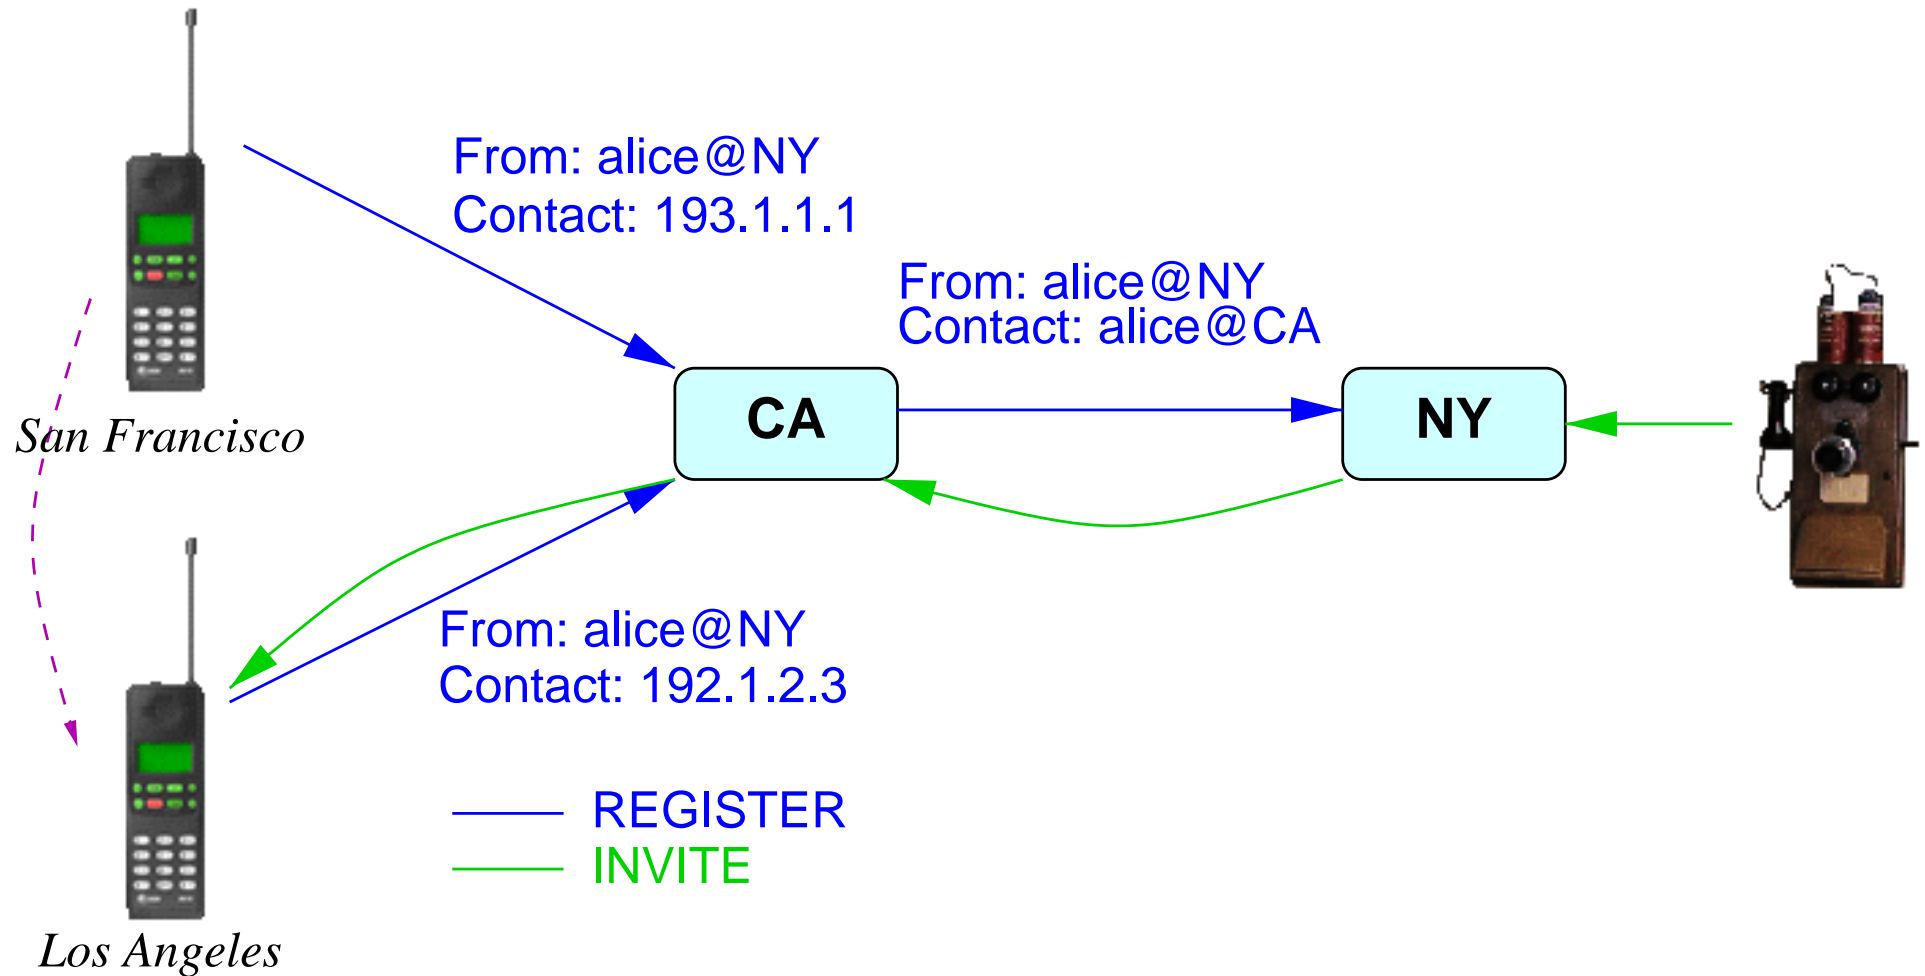 From: alice@NY
Contact: 193.1.1.1
From: alice@NY
Contact: alice@CA
San Francisco
CA
NY
From: alice@NY
Contact: 192.1.2.3
REGISTER
INVITE
Los Angeles